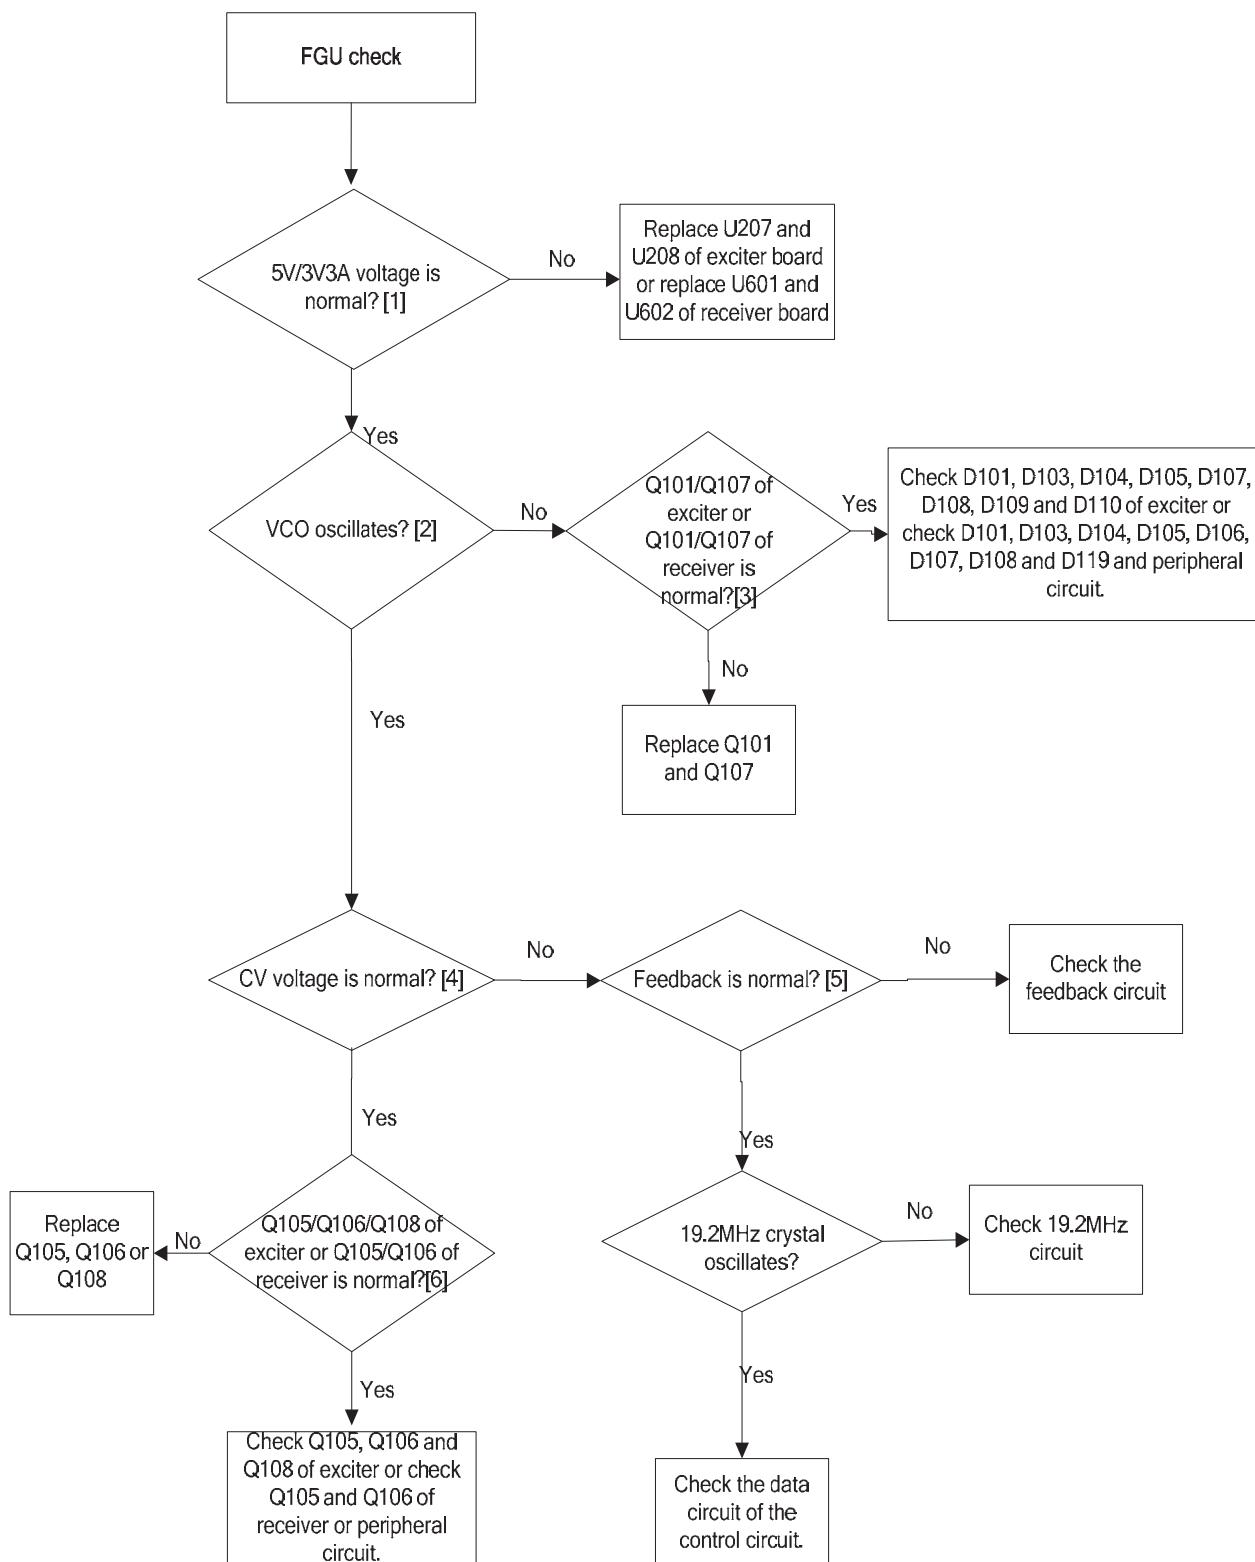 FGU check
5V/3V3A voltage is
normal? [1]
No
Replace U207 and
U208 of exciter board
or replace U601 and
U602 of receiver board
Yes
VCO oscillates? [2]
No
Q101/Q107 of
exciter or
Q101/Q107 of
receiver is
normal?[3]
Yes
Check D101, D103, D104, D105, D107,
D108, D109 and D110 of exciter or
check D101, D103, D104, D105, D106,
D107, D108 and D119 and peripheral
circuit.
No
Replace Q101
and Q107
Yes
CV voltage is normal? [4]
No
Feedback is normal? [5]
No
Check the
feedback circuit
Yes
Yes
Replace
Q105, Q106 or
Q108
No
Q105/Q106/Q108 of
exciter or Q105/Q106 of
receiver is normal?[6]
19.2MHz crystal
oscillates?
No
Check 19.2MHz
circuit
Yes
Yes
Check Q105, Q106 and
Q108 of exciter or check
Q105 and Q106 of
receiver or peripheral
circuit.
Check the data
circuit of the
control circuit.